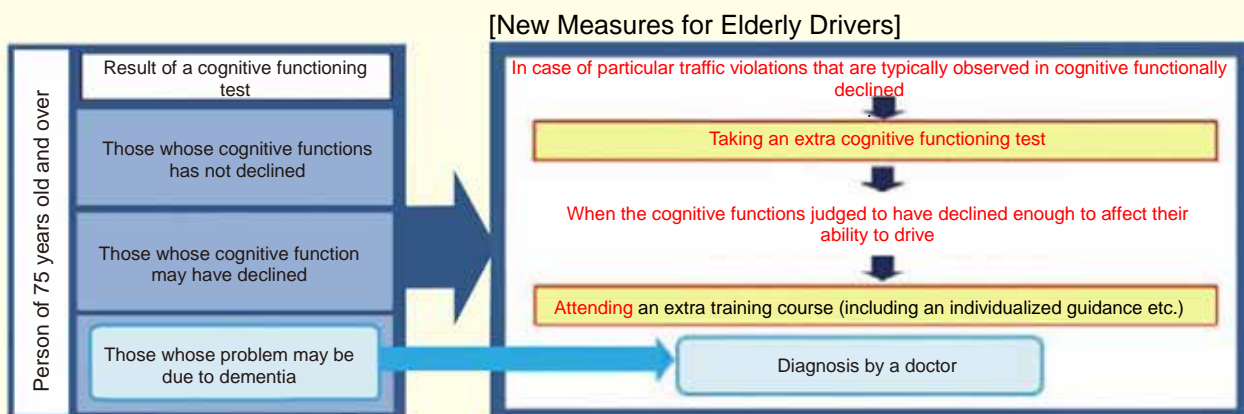 [New Measures for Elderly Drivers]
Person of 75 years old and over
Result of a cognitive functioning
test
Those whose cognitive functions
has not declined
Those whose cognitive function
may have declined
Those whose problem may be
due to dementia
In case of particular traffic violations that are typically observed in cognitive functionally
declined
Taking an extra cognitive functioning test
When the cognitive functions judged to have declined enough to affect their
ability to drive
Attending an extra training course (including an individualized guidance etc.)
Diagnosis by a doctor